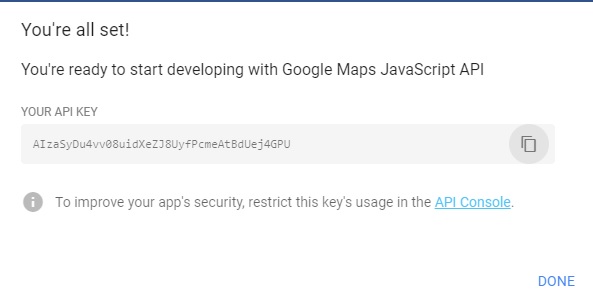 You're all set!
You're ready to start developing with Google Maps JavaScript API
YOUR API KEY
AIzaSyDu4vv08uidXeZJ8UyfPcmeAtBdUej4GPU
To improve your app's security, restrict this key's usage in the API Console.
DONE